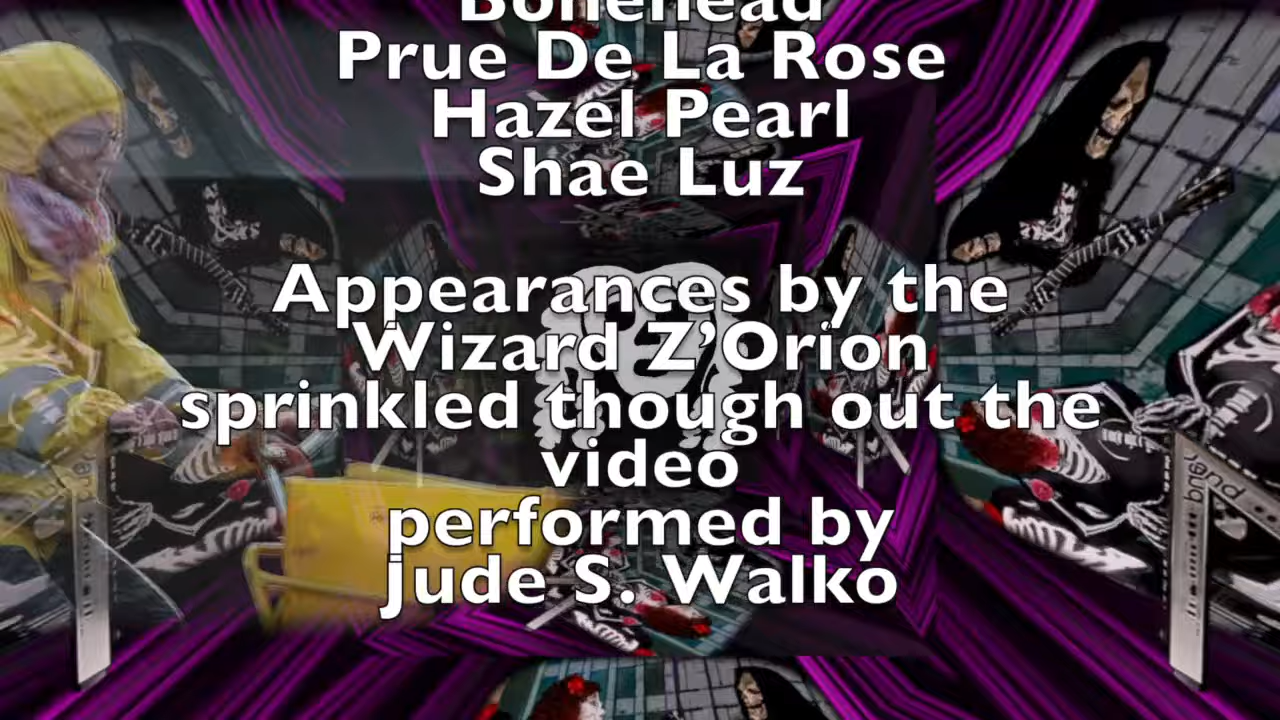 Bonehead
Prue De La Rose
Hazel Pearl
Shae Luz
Appearances by the
Wizard Z’Orion
sprinkled though out the
video
performed by
Jude S. Walko